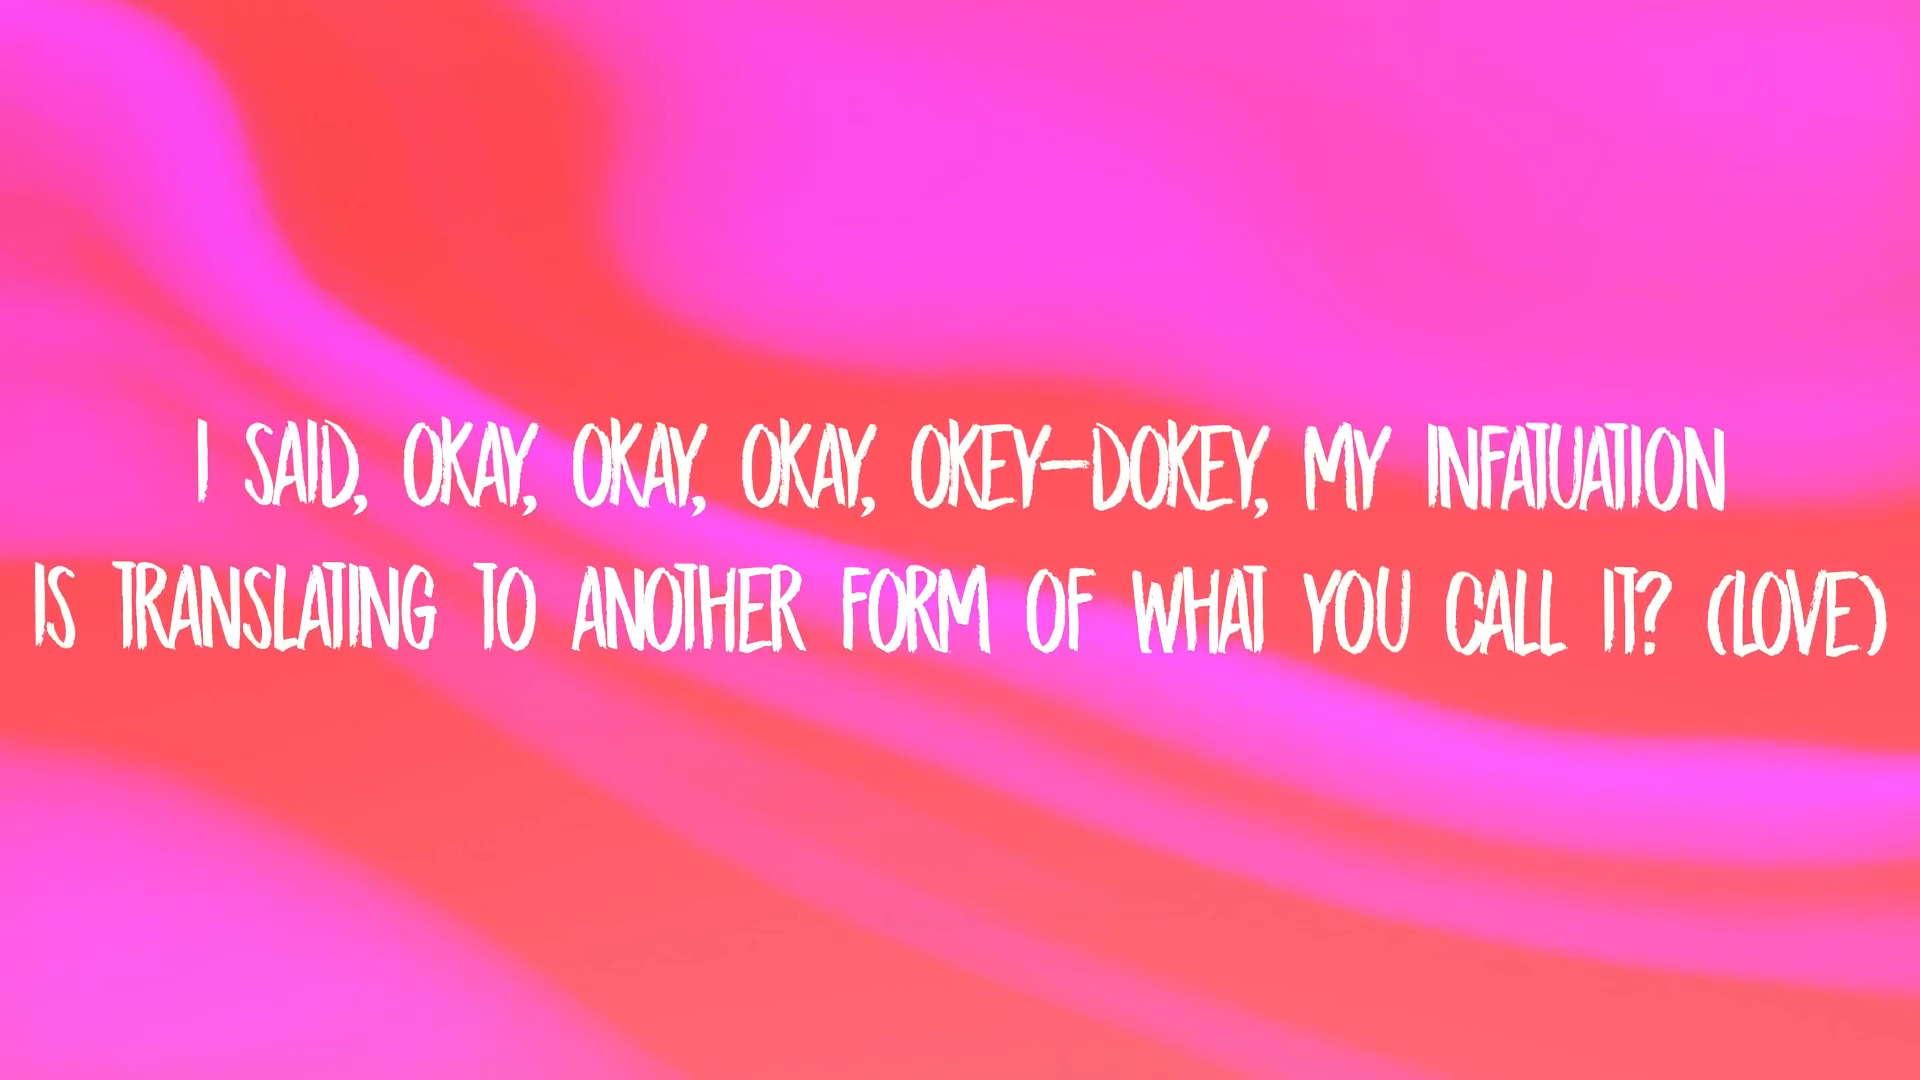 I SAID, OKAY, OKAY, OKAY, OKEY-DOKEY, MY INFATUATION
IS TRANSLATING TO ANOTHER FORM OF WHAT YOU CALL IT? (LOVE)